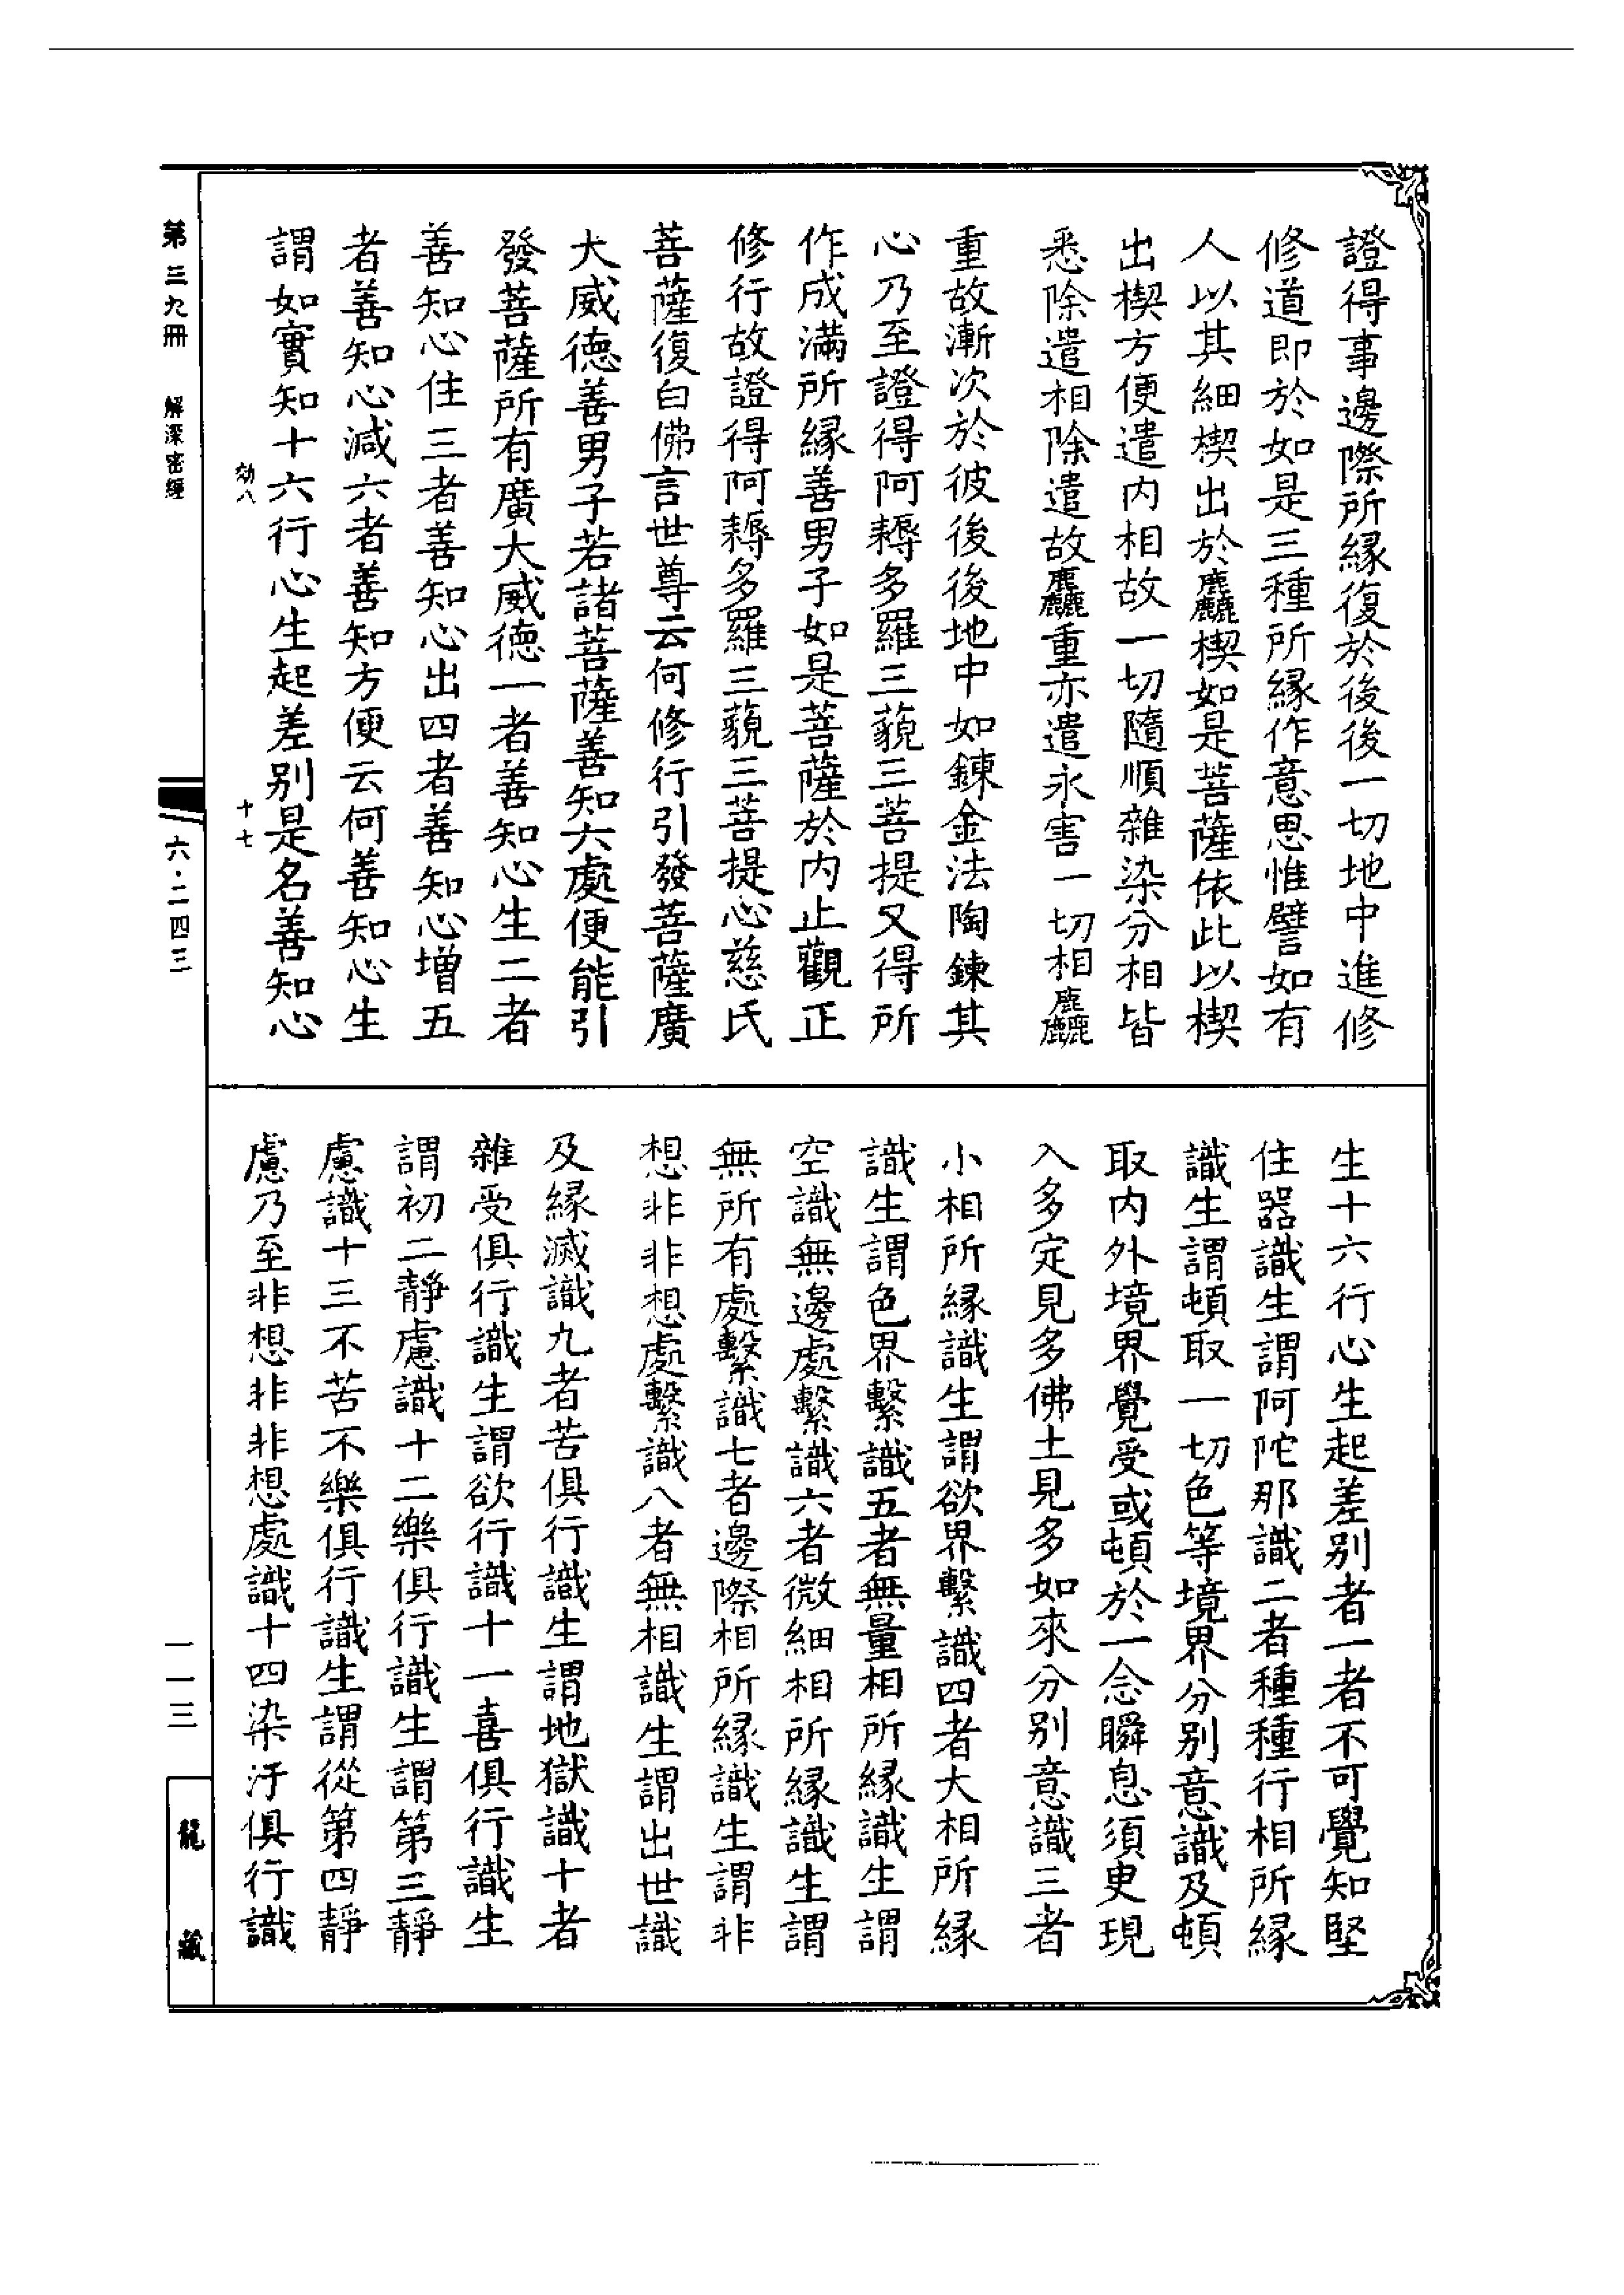 證得事邊際所緣復於後後一切地中進修
修道即於如是三種所緣作意思惟譬如有
人以其細楔出於麤楔如是菩薩依此以楔
出楔方便遣內相故一切隨順雜染分相皆
悉除遣相除遣故麤重亦遣永害一切相麤
重故漸次於彼後後地中如鍊金法陶鍊其
心乃至證得阿耨多羅三藐三菩提又得所
作成滿所緣善男子如是菩薩於內止觀正
修行故證得阿耨多羅三藐三菩提心慈氏
菩薩復白佛言世尊云何修行引發菩薩廣
大威德善男子若諸菩薩善知六處便能引
發菩薩所有廣大威德一者善知心生二者
善知心住三者善知心出四者善知心增五
者善知心減六者善知方便云何善知心生
謂如實知十六行心生起差別是名善知心
効八
十七
生十六行心生起差別者一者不可覺知堅
住器識生謂阿陀那識二者種種行相所緣
識生謂頓取一切色等境界分別意識及頓
取內外境界覺受或頓於一念瞬息須更現
入多定見多佛土見多如來分別意識三者
小相所緣識生謂欲界繫識四者大相所緣
識生謂色界繫識五者無量相所緣識生謂
空識無邊處繫識六者微細相所緣識生謂
無所有處繫識七者邊際相所緣識生謂非
想非非想處繫識八者無相識生謂出世識
及緣滅識九者苦俱行識生謂地獄識十者
雜受俱行識生謂欲行識十一喜俱行識生
謂初二靜慮識十二樂俱行識生謂第三靜
慮識十三不苦不樂俱行識生謂從第四靜
慮乃至非想非非想處識十四染汙俱行識
第三九冊
解深密經
六·二四三
一一三
龍藏